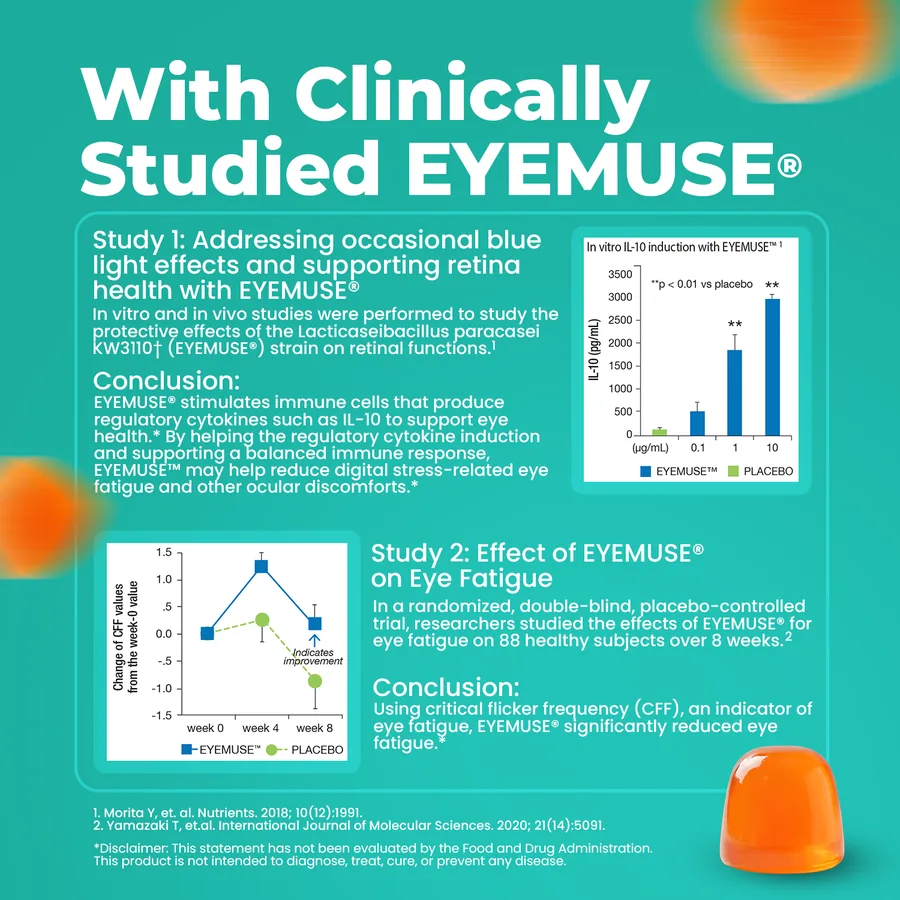 With Clinically
Studied EYEMUSE®
Study 1: Addressing occasional blue
light effects and supporting retina
health with EYEMUSE®
In vitro and in vivo studies were performed to study the
protective effects of the Lacticaseibacillus paracasei
KW3110† (EYEMUSE®) strain on retinal functions.¹
Conclusion:
EYEMUSE® stimulates immune cells that produce
regulatory cytokines such as IL-10 to support eye
health.* By helping the regulatory cytokine induction
and supporting a balanced immune response,
EYEMUSE™ may help reduce digital stress-related eye
fatigue and other ocular discomforts.*
In vitro IL-10 induction with EYEMUSE™ ¹
**p < 0.01 vs placebo
**
**
IL-10 (pg/mL)
3500
3000
2500
2000
1500
1000
500
0
(µg/mL) 0.1 1 10
EYEMUSE™ PLACEBO
Change of CFF values
from the week-0 value
1.5
1.0
.5
0.0
-.5
-1.0
-1.5
Indicates
improvement
week 0 week 4 week 8
EYEMUSE™ PLACEBO
Study 2: Effect of EYEMUSE®
on Eye Fatigue
In a randomized, double-blind, placebo-controlled
trial, researchers studied the effects of EYEMUSE® for
eye fatigue on 88 healthy subjects over 8 weeks.²
Conclusion:
Using critical flicker frequency (CFF), an indicator of
eye fatigue, EYEMUSE® significantly reduced eye
fatigue.*
1. Morita Y, et. al. Nutrients. 2018; 10(12):1991.
2. Yamazaki T, et.al. International Journal of Molecular Sciences. 2020; 21(14):5091.
*Disclaimer: This statement has not been evaluated by the Food and Drug Administration.
This product is not intended to diagnose, treat, cure, or prevent any disease.